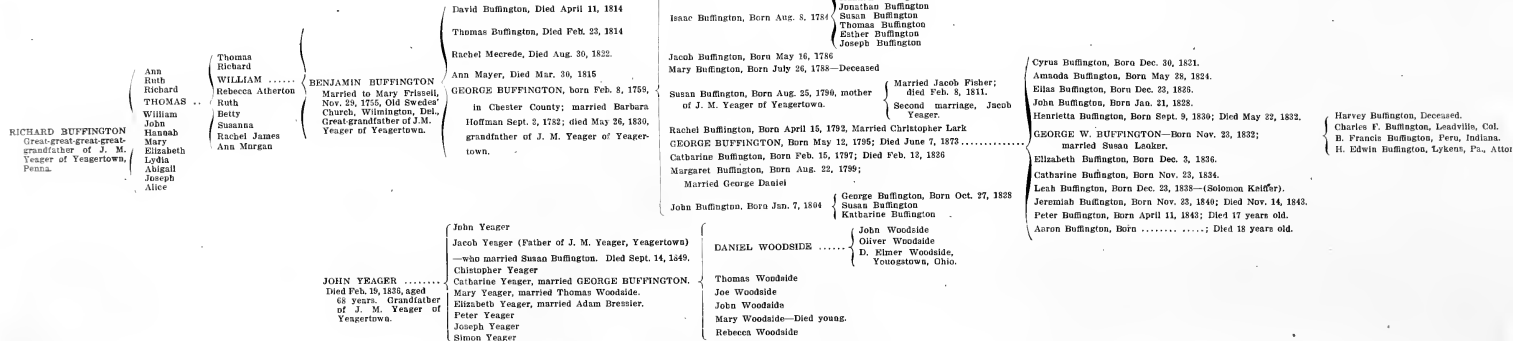 RICHARD BUFFINGTON
Great-great-great-great-
grandfather of J. M.
Yeager of Yeagertown,
Penna.
Ann
Ruth
Richard
THOMAS ..
William
John
Hannah
Mary
Elizabeth
Lydia
Abigail
Joseph
Alice
Thomas
Richard
WILLIAM ......
Rebecca Atherton
Ruth
Betty
Susanna
Rachel James
Ann Morgan
BENJAMIN BUFFINGTON
Married to Mary Frissell,
Nov. 29, 1755, Old Swedes'
Church, Wilmington, Del.,
Great-grandfather of J.M.
Yeager of Yeagertown.
David Buffington, Died April 11, 1814
Thomas Buffington, Died Feb. 23, 1814
Rachel Mecrede, Died Aug. 30, 1822.
Ann Mayer, Died Mar. 30, 1815
GEORGE BUFFINGTON, born Feb. 8, 1759,
in Chester County; married Barbara
Hoffman Sept. 2, 1782; died May 26, 1830,
grandfather of J. M. Yeager of Yeager-
town.
Isaac Buffington, Born Aug. 8, 1784
Jonathan Buffington
Susan Buffington
Thomas Buffington
Esther Buffington
Joseph Buffington
Jacob Buffington, Born May 16, 1786
Mary Buffington, Born July 26, 1788—Deceased
Susan Buffington, Born Aug. 25, 1790, mother
of J. M. Yeager of Yeagertown.
Married Jacob Fisher;
died Feb. 8, 1811.
Second marriage, Jacob
Yeager.
Rachel Buffington, Born April 15, 1792, Married Christopher Lark
GEORGE BUFFINGTON, Born May 12, 1795; Died June 7, 1873..............
Catharine Buffington, Born Feb. 15, 1797; Died Feb. 12, 1826
Margaret Buffington, Born Aug. 22, 1799;
Married George Daniel
John Buffington, Born Jan. 7, 1804
George Buffington, Born Oct. 27, 1828
Susan Buffington
Katharine Buffington
Cyrus Buffington, Born Dec. 30, 1821.
Amanda Buffington, Born May 28, 1824.
Elias Buffington, Born Dec. 23, 1826.
John Buffington, Born Jan. 21, 1828.
Henrietta Buffington, Born Sept. 9, 1830; Died May 22, 1832.
GEORGE W. BUFFINGTON—Born Nov. 23, 1832;
married Susan Lenker.
Elizabeth Buffington, Born Dec. 3, 1836.
Catharine Buffington, Born Nov. 23, 1834.
Leah Buffington, Born Dec. 23, 1838—(Solomon Keiffer).
Jeremiah Buffington, Born Nov. 23, 1840; Died Nov. 14, 1843.
Peter Buffington, Born April 11, 1843; Died 17 years old.
Aaron Buffington, Born ........ .....; Died 18 years old.
Harvey Buffington, Deceased.
Charles F. Buffington, Leadville, Col.
B. Francis Buffington, Peru, Indiana.
H. Edwin Buffington, Lykens, Pa., Attor
JOHN YEAGER ........
Died Feb. 19, 1836, aged
68 years. Grandfather
of J. M. Yeager of
Yeagertown.
John Yeager
Jacob Yeager (Father of J. M. Yeager, Yeagertown)
—who married Susan Buffington. Died Sept. 14, 1849.
Chistopher Yeager
Catharine Yeager, married GEORGE BUFFINGTON.
Mary Yeager, married Thomas Woodside.
Elizabeth Yeager, married Adam Bressler.
Peter Yeager
Joseph Yeager
Simon Yeager
DANIEL WOODSIDE ......
John Woodside
Oliver Woodside
D. Elmer Woodside,
Youngstown, Ohio.
Thomas Woodside
Joe Woodside
John Woodside
Mary Woodside—Died young.
Rebecca Woodside